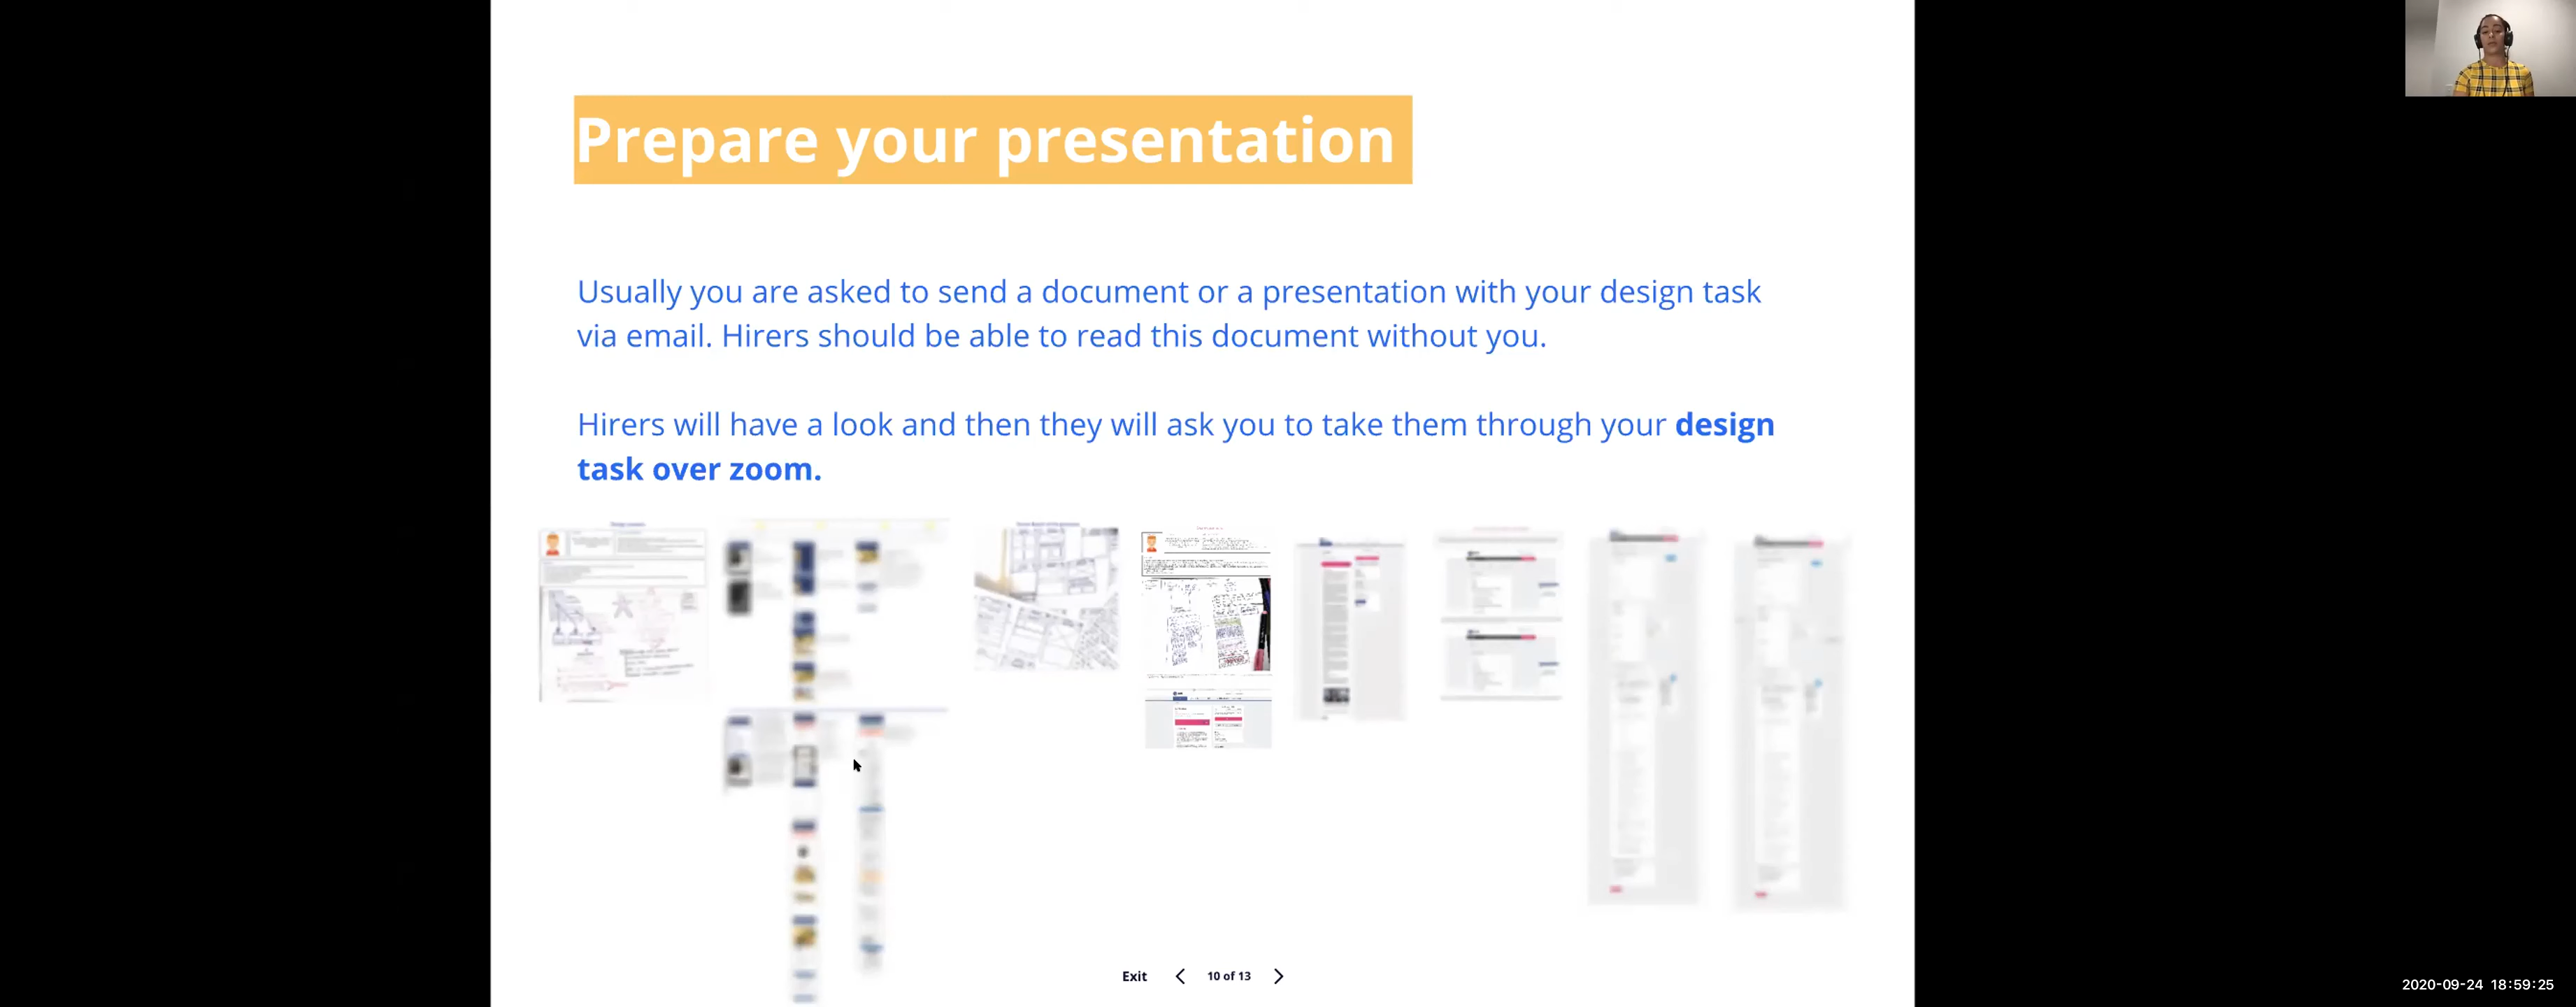 Prepare your presentation
Usually you are asked to send a document or a presentation with your design task
via email. Hirers should be able to read this document without you.
Hirers will have a look and then they will ask you to take them through your design
task over zoom.
Exit
10 of 13
2020-09-24 18:59:25